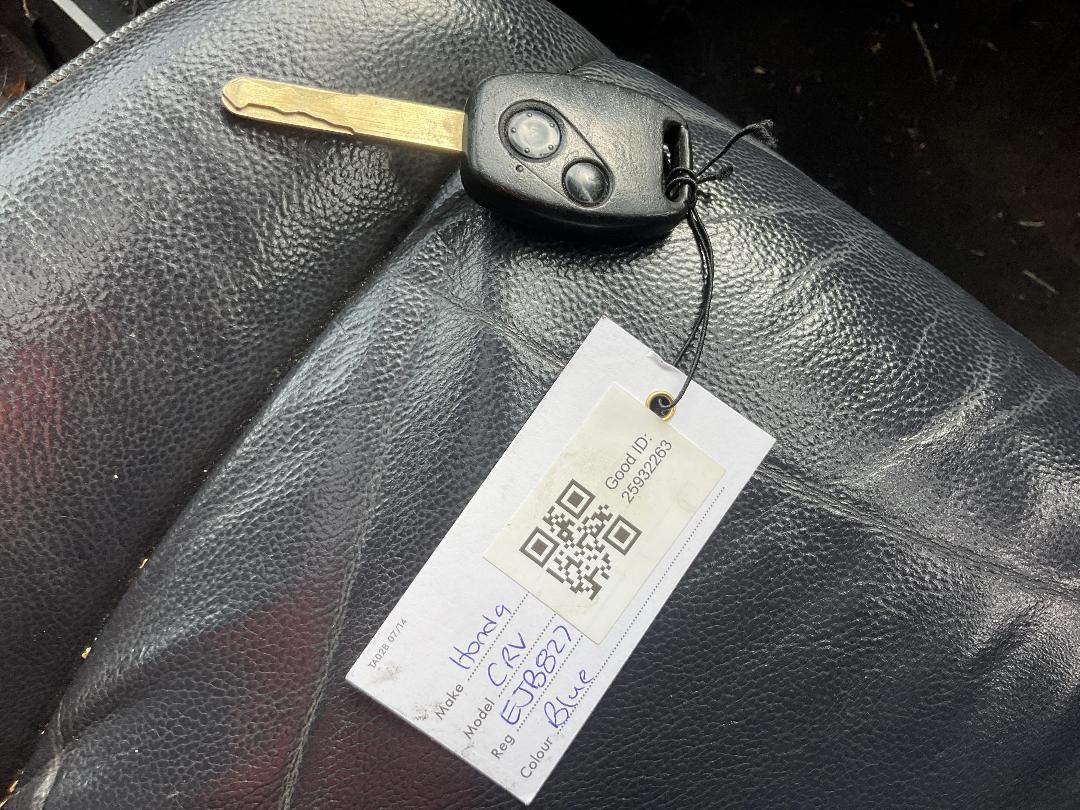 Good ID:
25932263
TA028 07/14
Make Honda
Model CRV
Reg EJB827
Colour Blue